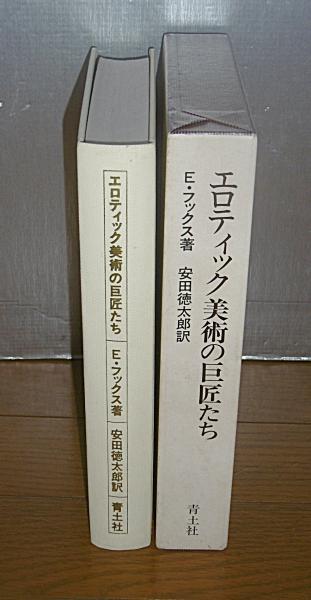 エロティック美術の巨匠たち
E・フックス著
安田徳太郎訳
青土社
エロティック美術の巨匠たち
E・フックス著
安田徳太郎訳
青土社